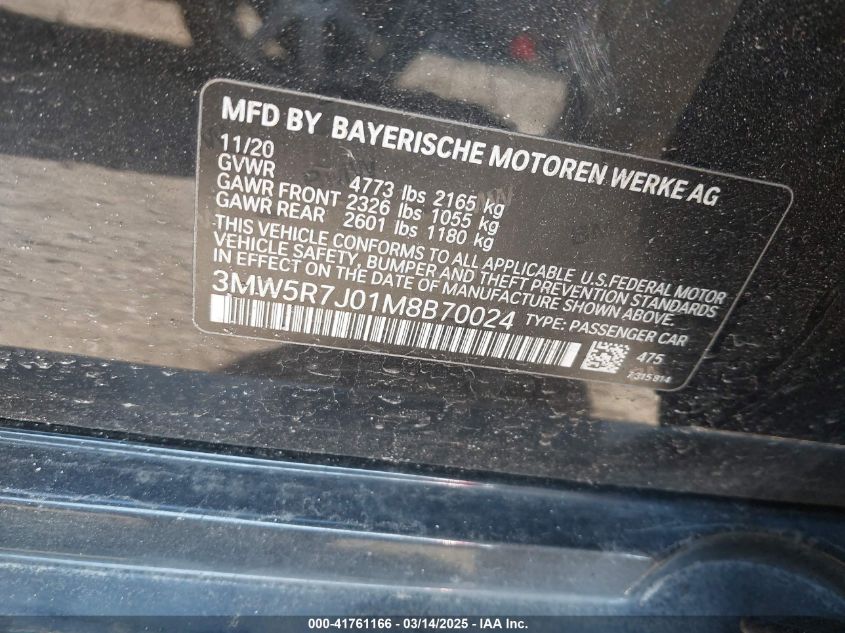 MFD BY BAYERISCHE MOTOREN WERKE AG
11/20
GVWR 4773 lbs 2165 kg
GAWR FRONT 2326 lbs 1055 kg
GAWR REAR 2601 lbs 1180 kg
THIS VEHICLE CONFORMS TO ALL APPLICABLE U.S.FEDERAL MOTOR
VEHICLE SAFETY, BUMPER AND THEFT PREVENTION STANDARDS
IN EFFECT ON THE DATE OF MANUFACTURE SHOWN ABOVE.
3MW5R7J01M8B70024 TYPE: PASSENGER CAR
475
7315814
000-41761166 - 03/14/2025 - IAA Inc.